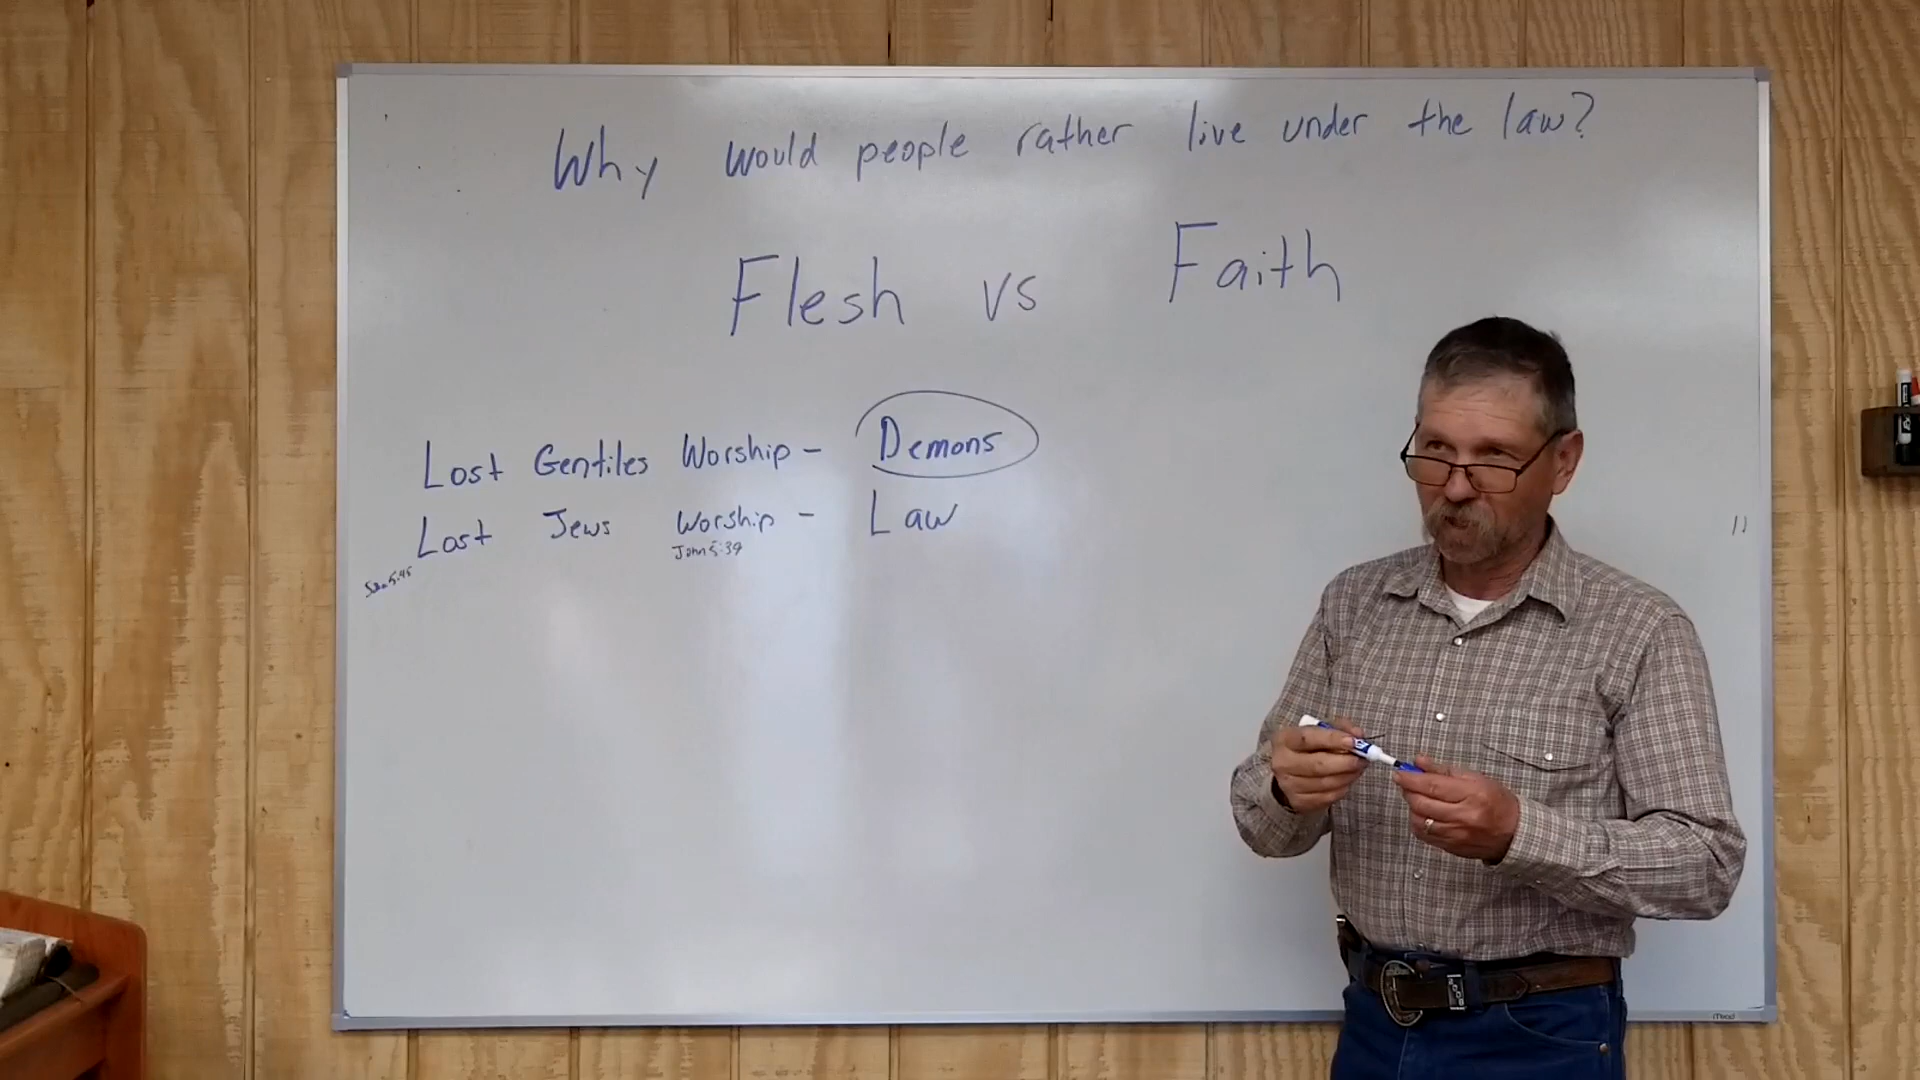 Why would people rather live under the law?
Flesh vs Faith
Lost Gentiles Worship - Demons
Lost Jews Worship - Law
John 5:39